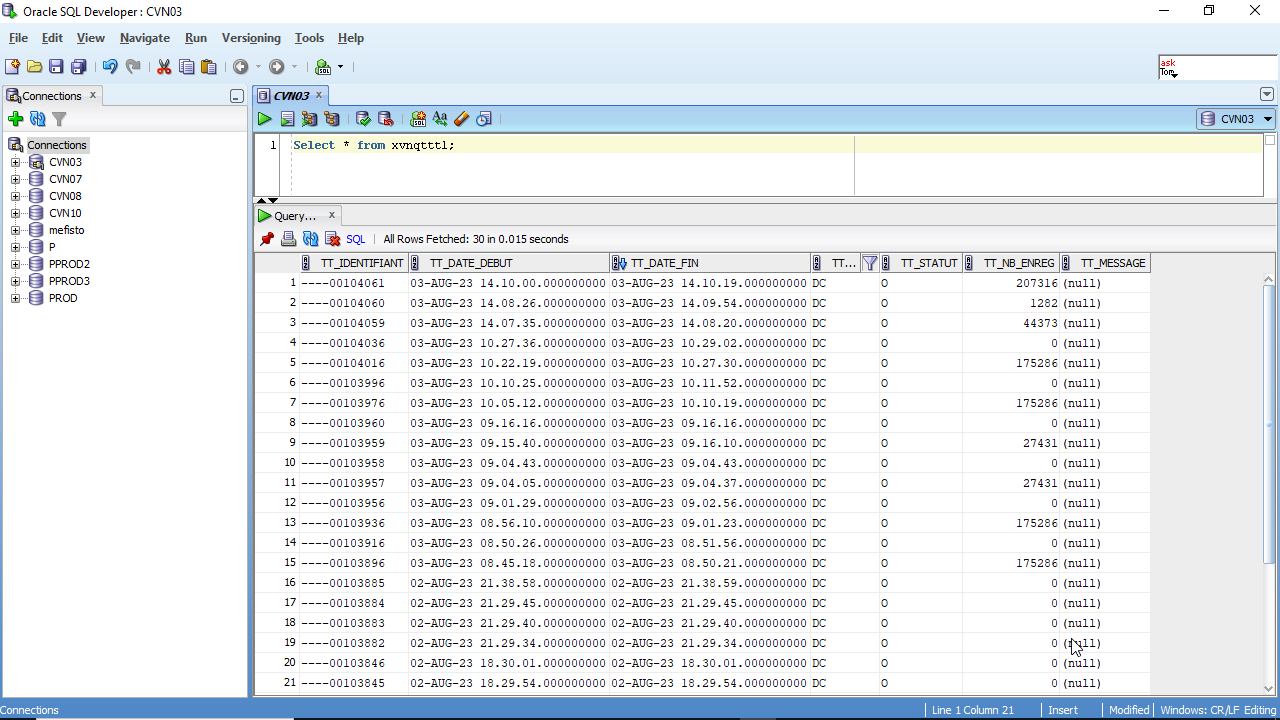 Oracle SQL Developer : CVN03
File Edit View Navigate Run Versioning Tools Help
ask
Tom
Connections x
CVN03 x
CVN03
1 Select * from xvnqtttl;
Connections
CVN03
CVN07
CVN08
CVN10
mefisto
P
PPROD2
PPROD3
PROD
Query... x
SQL | All Rows Fetched: 30 in 0.015 seconds
TT_IDENTIFIANT TT_DATE_DEBUT TT_DATE_FIN TT... TT_STATUT TT_NB_ENREG TT_MESSAGE
1 ----00104061 03-AUG-23 14.10.00.000000000 03-AUG-23 14.10.19.000000000 DC O 207316 (null)
2 ----00104060 03-AUG-23 14.08.26.000000000 03-AUG-23 14.09.54.000000000 DC O 1282 (null)
3 ----00104059 03-AUG-23 14.07.35.000000000 03-AUG-23 14.08.20.000000000 DC O 44373 (null)
4 ----00104036 03-AUG-23 10.27.36.000000000 03-AUG-23 10.29.02.000000000 DC O 0 (null)
5 ----00104016 03-AUG-23 10.22.19.000000000 03-AUG-23 10.27.30.000000000 DC O 175286 (null)
6 ----00103996 03-AUG-23 10.10.25.000000000 03-AUG-23 10.11.52.000000000 DC O 0 (null)
7 ----00103976 03-AUG-23 10.05.12.000000000 03-AUG-23 10.10.19.000000000 DC O 175286 (null)
8 ----00103960 03-AUG-23 09.16.16.000000000 03-AUG-23 09.16.16.000000000 DC O 0 (null)
9 ----00103959 03-AUG-23 09.15.40.000000000 03-AUG-23 09.16.10.000000000 DC O 27431 (null)
10 ----00103958 03-AUG-23 09.04.43.000000000 03-AUG-23 09.04.43.000000000 DC O 0 (null)
11 ----00103957 03-AUG-23 09.04.05.000000000 03-AUG-23 09.04.37.000000000 DC O 27431 (null)
12 ----00103956 03-AUG-23 09.01.29.000000000 03-AUG-23 09.02.56.000000000 DC O 0 (null)
13 ----00103936 03-AUG-23 08.56.10.000000000 03-AUG-23 09.01.23.000000000 DC O 175286 (null)
14 ----00103916 03-AUG-23 08.50.26.000000000 03-AUG-23 08.51.56.000000000 DC O 0 (null)
15 ----00103896 03-AUG-23 08.45.18.000000000 03-AUG-23 08.50.21.000000000 DC O 175286 (null)
16 ----00103885 02-AUG-23 21.38.58.000000000 02-AUG-23 21.38.59.000000000 DC O 0 (null)
17 ----00103884 02-AUG-23 21.29.45.000000000 02-AUG-23 21.29.45.000000000 DC O 0 (null)
18 ----00103883 02-AUG-23 21.29.40.000000000 02-AUG-23 21.29.40.000000000 DC O 0 (null)
19 ----00103882 02-AUG-23 21.29.34.000000000 02-AUG-23 21.29.34.000000000 DC O 0 (null)
20 ----00103846 02-AUG-23 18.30.01.000000000 02-AUG-23 18.30.01.000000000 DC O 0 (null)
21 ----00103845 02-AUG-23 18.29.54.000000000 02-AUG-23 18.29.54.000000000 DC O 0 (null)
Connections | Line 1 Column 21 | Insert | Modified | Windows: CR/LF Editing